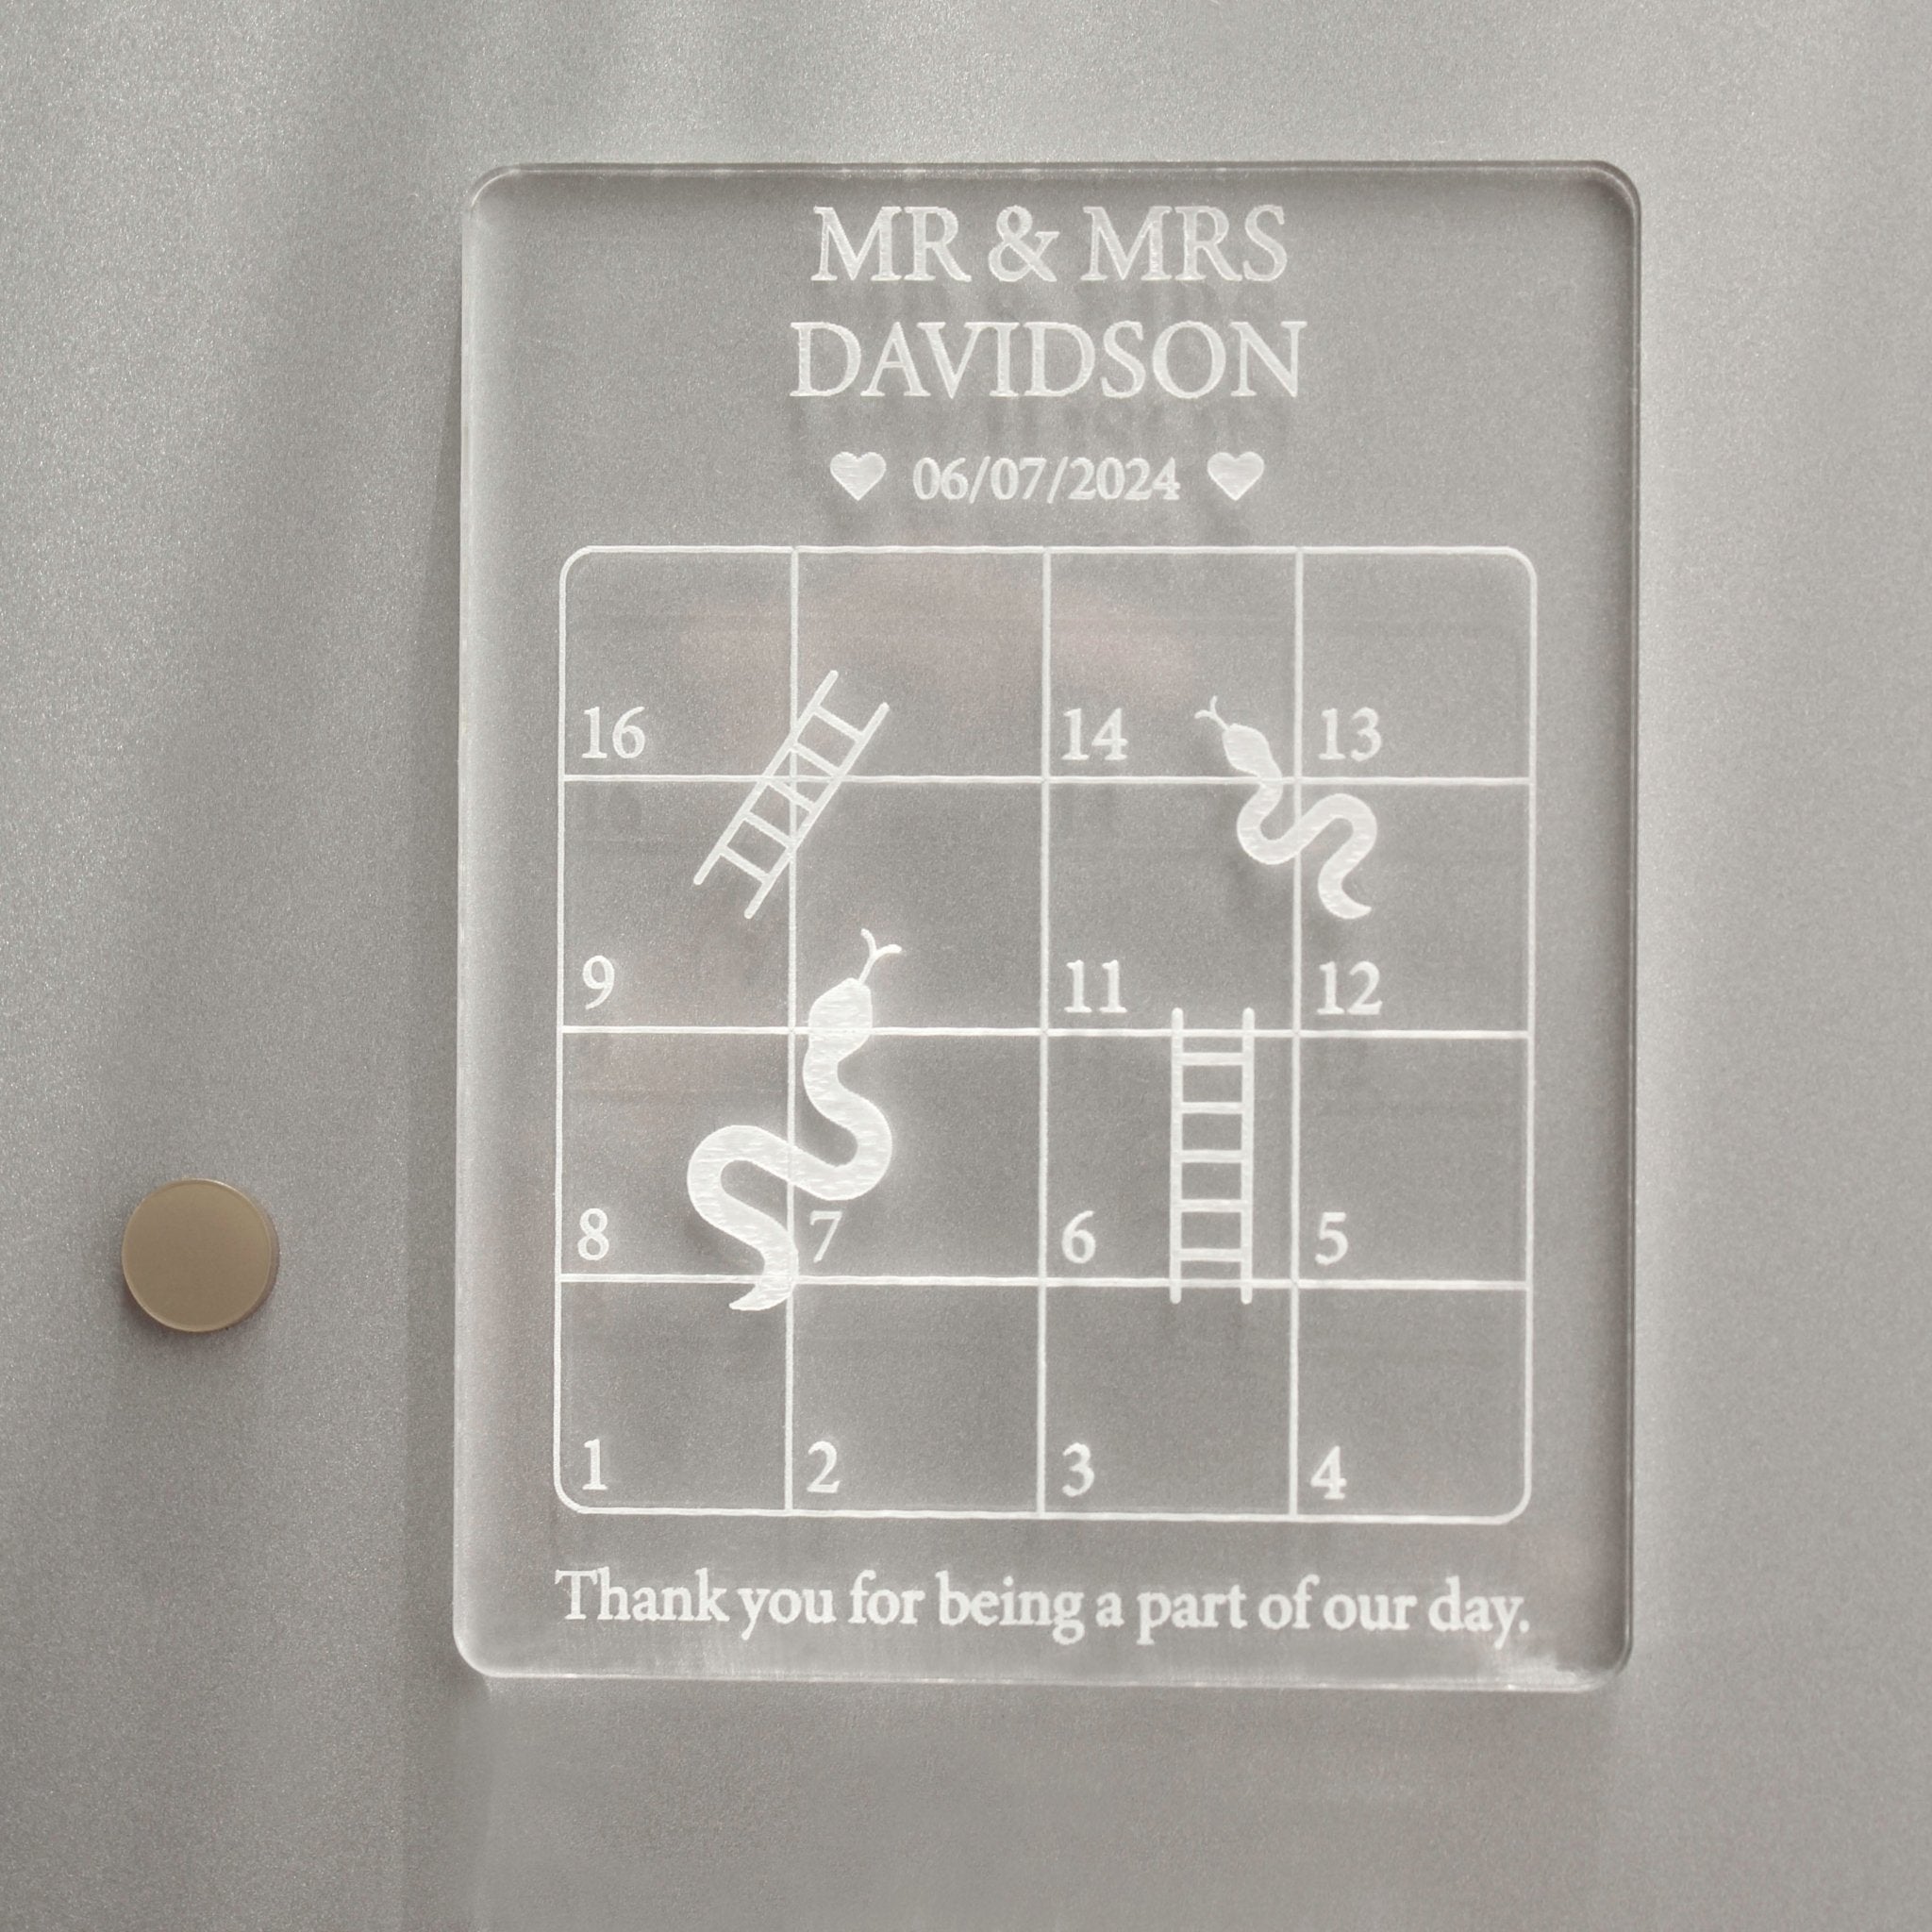 MR & MRS
DAVIDSON
06/07/2024
16 14 13
9 11 12
8 7 6 5
1 2 3 4
Thank you for being a part of our day.